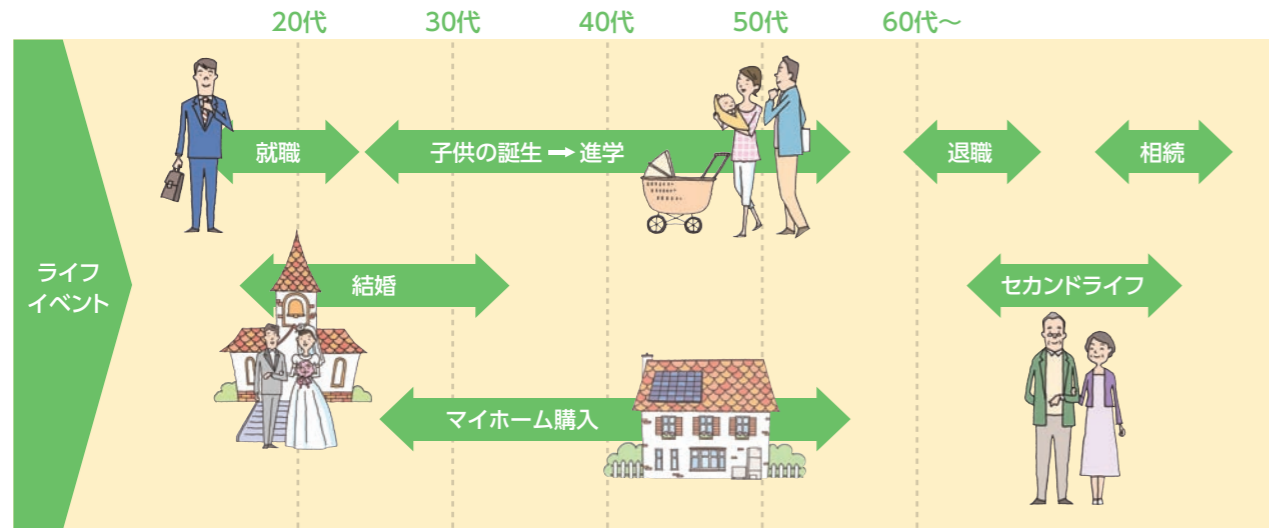 20代
30代
40代
50代
60代～
就職
子供の誕生➡進学
退職
相続
ライフ
イベント
結婚
セカンドライフ
マイホーム購入